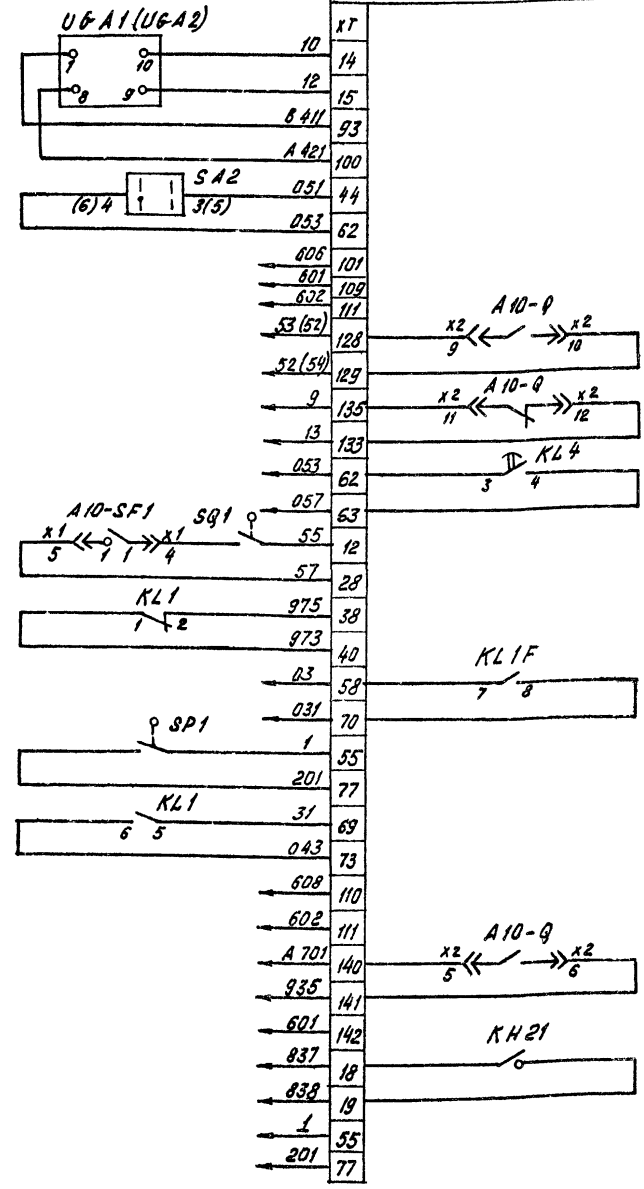 UGA1 (UGA2)
XT
1 10 10 14
8 9 12 15
В411 93
А421 100
SA2
(6) 4 3(5) 051 44
053 62
606 101
601 109
602 111
A10-Q
53(52) 128 x2 9 x2 10
52(54) 129
A10-Q
9 135 x2 11 x2 12
13 133
KL4
053 62 3 4
057 63
A10-SF1 SQ1
x1 5 1 1 x1 4 55 12
57 28
KL1
1 2 975 38
973 40
KL1F
03 58 7 8
031 70
SP1
1 55
201 77
KL1
6 5 31 69
043 73
608 110
602 111
A10-Q
А701 140 x2 5 x2 6
935 141
601 142
KH21
837 18
838 19
1 55
201 77